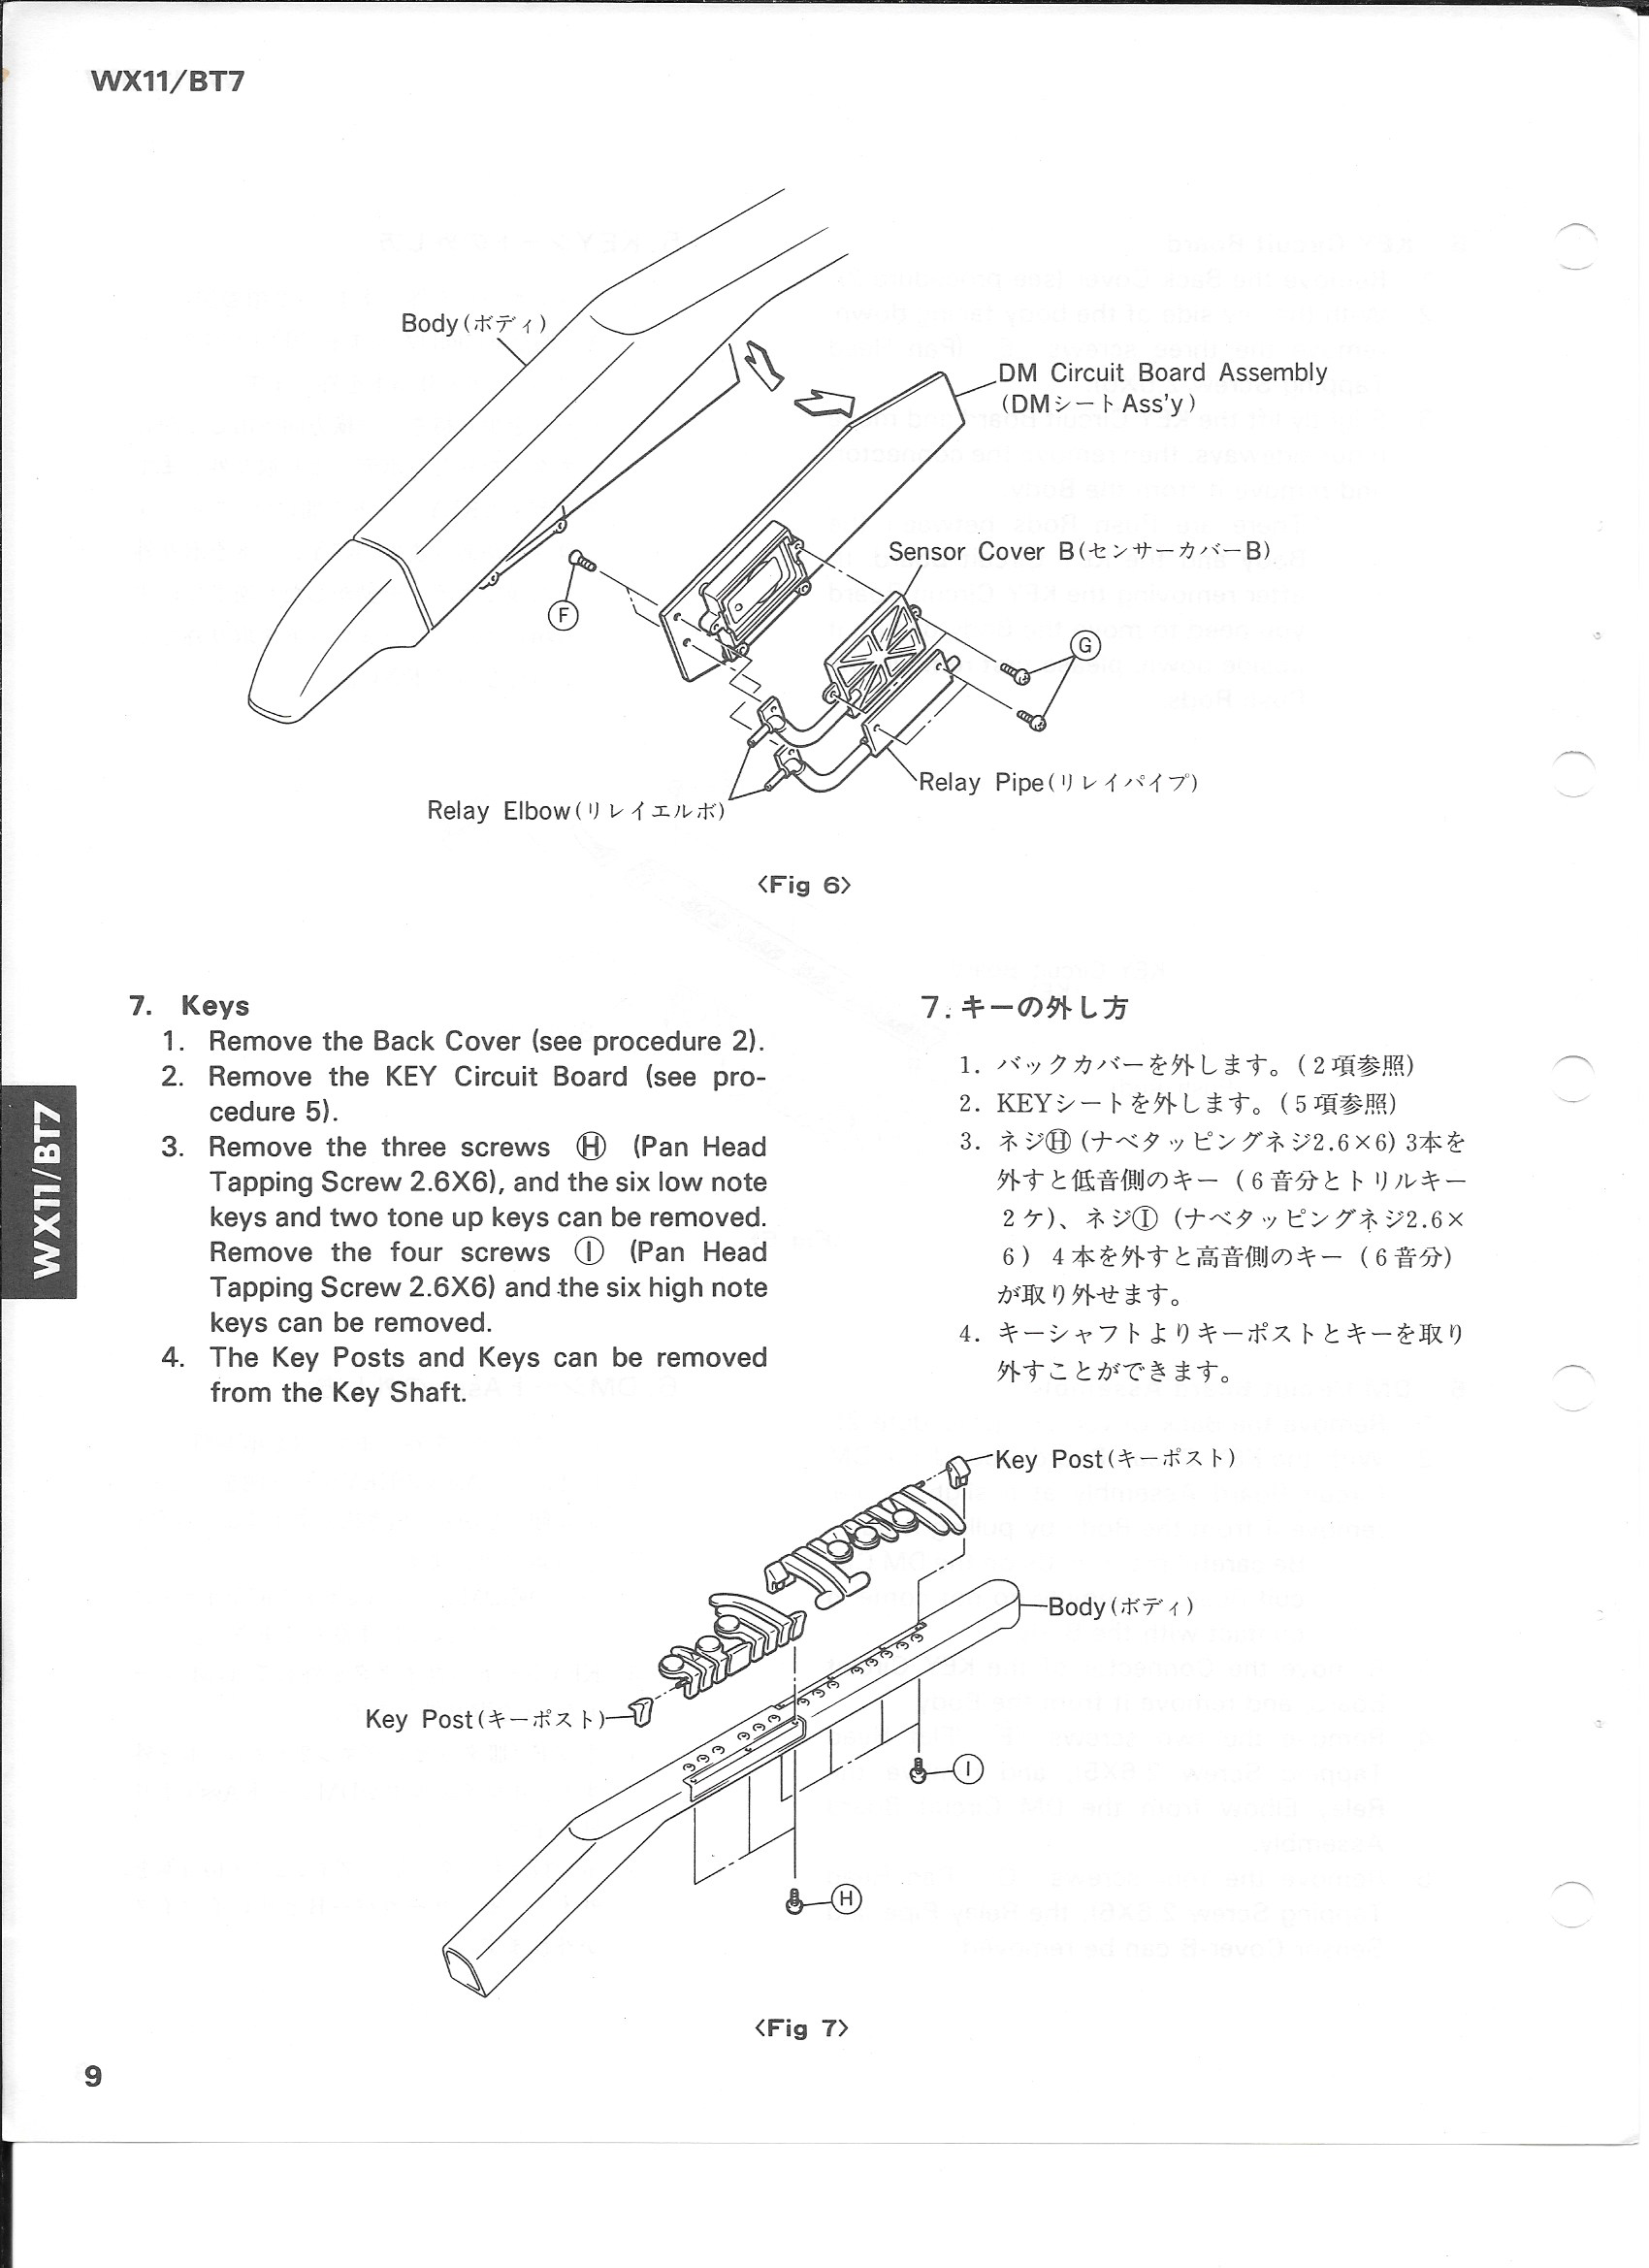 WX11/BT7
Body(ボディ)
DM Circuit Board Assembly
(DMシートAss'y)
Sensor Cover B(センサーカバーB)
F
G
Relay Pipe(リレイパイプ)
Relay Elbow(リレイエルボ)
<Fig 6>
7. Keys
1. Remove the Back Cover (see procedure 2).
2. Remove the KEY Circuit Board (see pro-
cedure 5).
3. Remove the three screws Ⓗ (Pan Head
Tapping Screw 2.6X6), and the six low note
keys and two tone up keys can be removed.
Remove the four screws Ⓘ (Pan Head
Tapping Screw 2.6X6) and the six high note
keys can be removed.
4. The Key Posts and Keys can be removed
from the Key Shaft.
7. キーの外し方
1. バックカバーを外します。(2項参照)
2. KEYシートを外します。(5項参照)
3. ネジⒽ (ナベタッピングネジ2.6×6) 3本を
外すと低音側のキー (6音分とトリルキー
2ケ)、ネジⒾ (ナベタッピングネジ2.6×
6) 4本を外すと高音側のキー (6音分)
が取り外せます。
4. キーシャフトよりキーポストとキーを取り
外すことができます。
WX11/BT7
Key Post(キーポスト)
Body(ボディ)
Key Post(キーポスト)
I
H
<Fig 7>
9